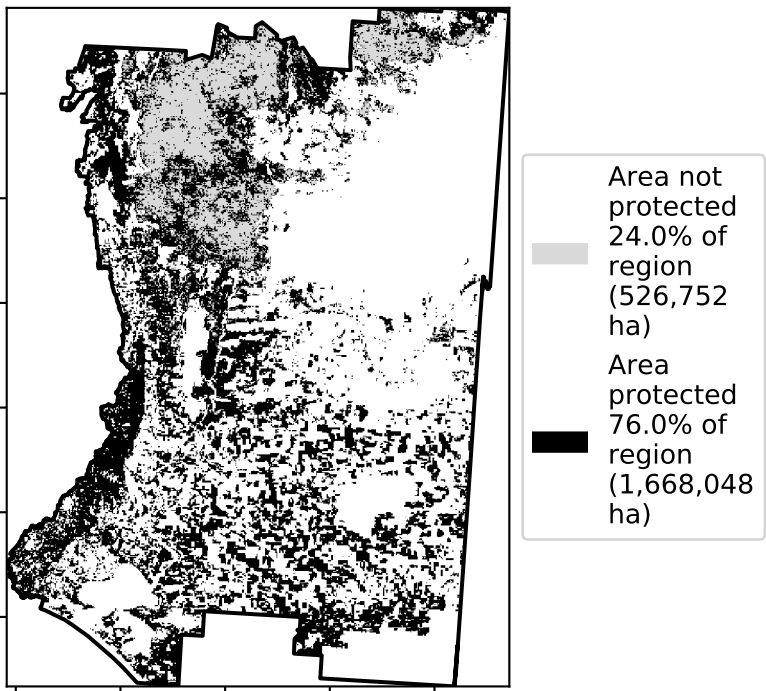 Area not
protected
24.0% of
region
(526,752
ha)
Area
protected
76.0% of
region
(1,668,048
ha)